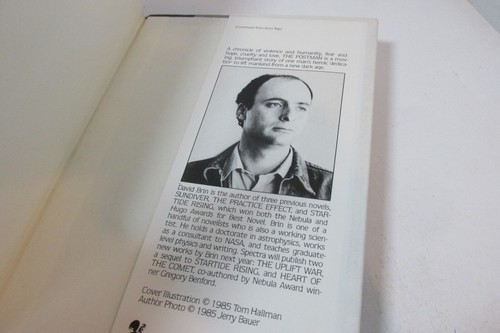 (continued from front flap)
A chronicle of violence and humanity, fear and
hope, cruelty and love, THE POSTMAN is a mov-
ing, triumphant story of one man's heroic dedica-
tion to lift mankind from a new dark age.
David Brin is the author of three previous novels,
SUNDIVER, THE PRACTICE EFFECT, and STAR-
TIDE RISING, which won both the Nebula and
Hugo Awards for Best Novel. Brin is one of a
handful of novelists who is also a working scien-
tist. He holds a doctorate in astrophysics, works
as a consultant to NASA, and teaches graduate-
level physics and writing. Spectra will publish two
new works by Brin next year: THE UPLIFT WAR,
a sequel to STARTIDE RISING, and HEART OF
THE COMET, co-authored by Nebula Award win-
ner Gregory Benford.
Cover Illustration © 1985 Tom Hallman
Author Photo © 1985 Jerry Bauer